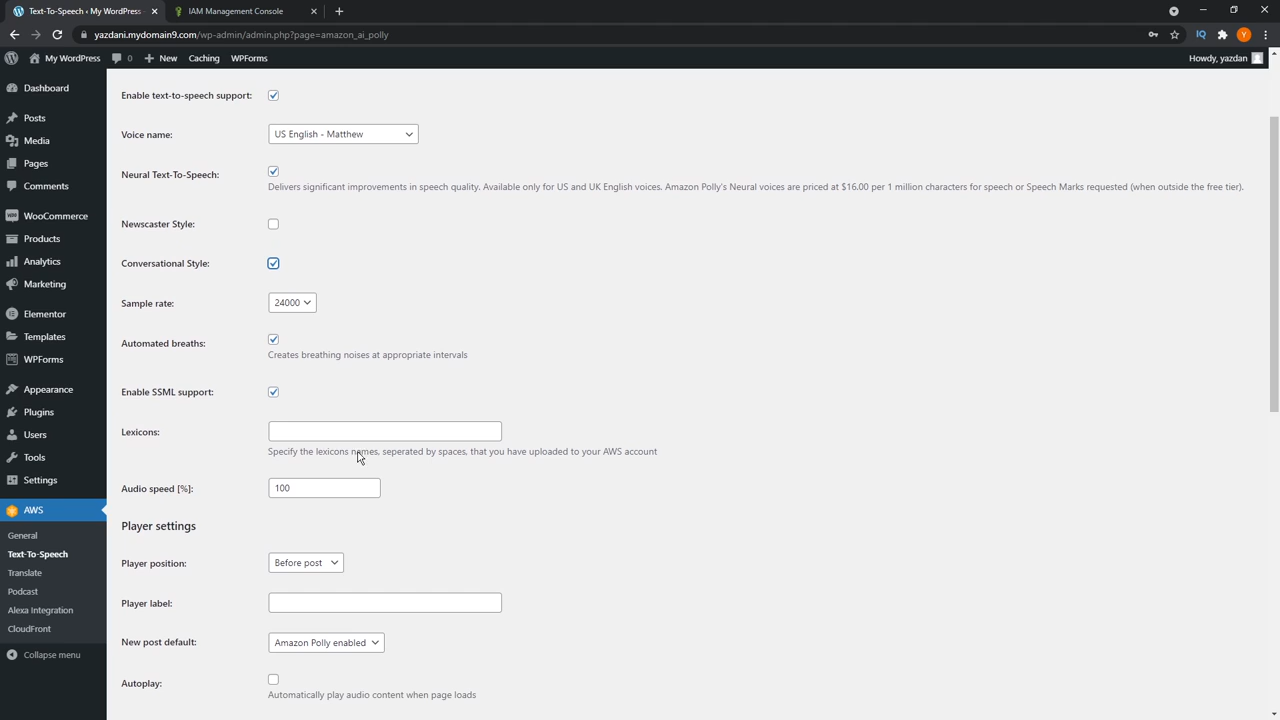 Text-To-Speech ‹ My WordPress —
IAM Management Console
yazdani.mydomain9.com/wp-admin/admin.php?page=amazon_ai_polly
My WordPress
0
New
Caching
WPForms
Howdy, yazdan
Dashboard
Posts
Media
Pages
Comments
WooCommerce
Products
Analytics
Marketing
Elementor
Templates
WPForms
Appearance
Plugins
Users
Tools
Settings
AWS
General
Text-To-Speech
Translate
Podcast
Alexa Integration
CloudFront
Collapse menu
Enable text-to-speech support:
Voice name:
US English - Matthew
Neural Text-To-Speech:
Delivers significant improvements in speech quality. Available only for US and UK English voices. Amazon Polly's Neural voices are priced at $16.00 per 1 million characters for speech or Speech Marks requested (when outside the free tier).
Newscaster Style:
Conversational Style:
Sample rate:
24000
Automated breaths:
Creates breathing noises at appropriate intervals
Enable SSML support:
Lexicons:
Specify the lexicons names, seperated by spaces, that you have uploaded to your AWS account
Audio speed [%]:
100
Player settings
Player position:
Before post
Player label:
New post default:
Amazon Polly enabled
Autoplay:
Automatically play audio content when page loads